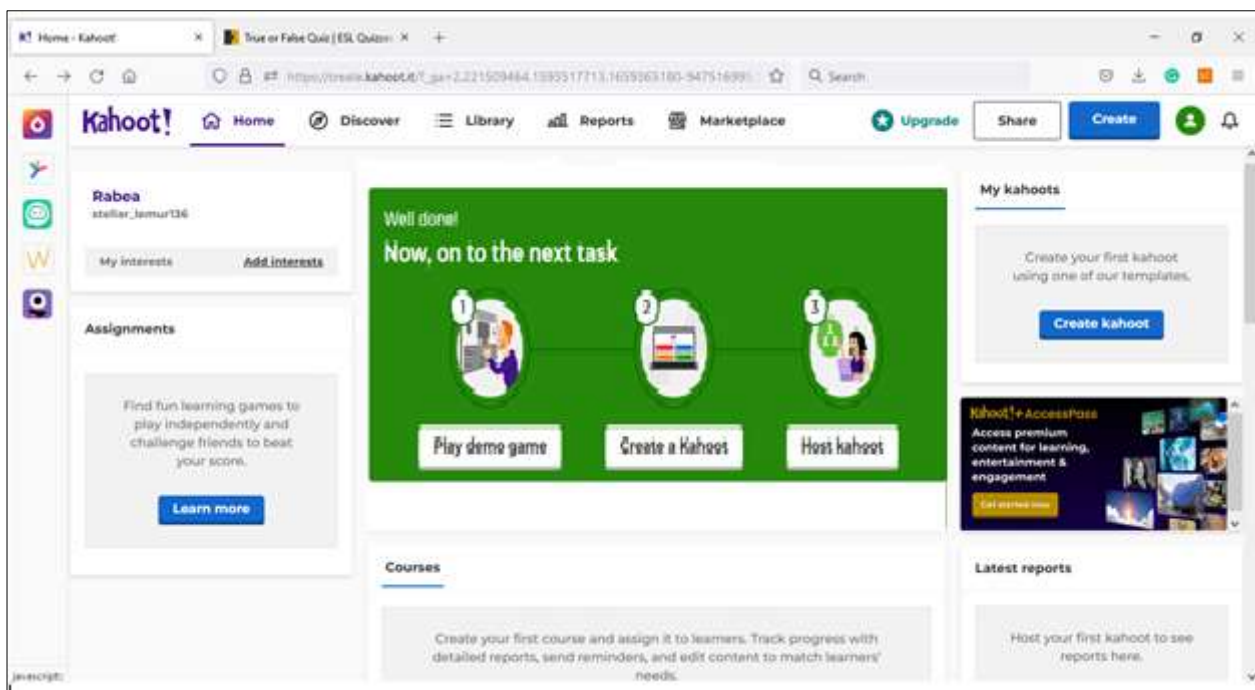 Home - Kahoot!
True or False Quiz | ESL Quizzes
Search
Kahoot!
Home
Discover
Library
Reports
Marketplace
Upgrade
Share
Create
Rabea
stellar_lemur136
My interests
Add interests
Assignments
Find fun learning games to
play independently and
challenge friends to beat
your score.
Learn more
Well done!
Now, on to the next task
1
2
3
Play demo game
Create a Kahoot
Host kahoot
Courses
Create your first course and assign it to learners. Track progress with
detailed reports, send reminders, and edit content to match learners'
needs.
My kahoots
Create your first kahoot
using one of our templates.
Create kahoot
Kahoot!+ AccessPass
Access premium
content for learning,
entertainment &
engagement
Get started now
Latest reports
Host your first kahoot to see
reports here.